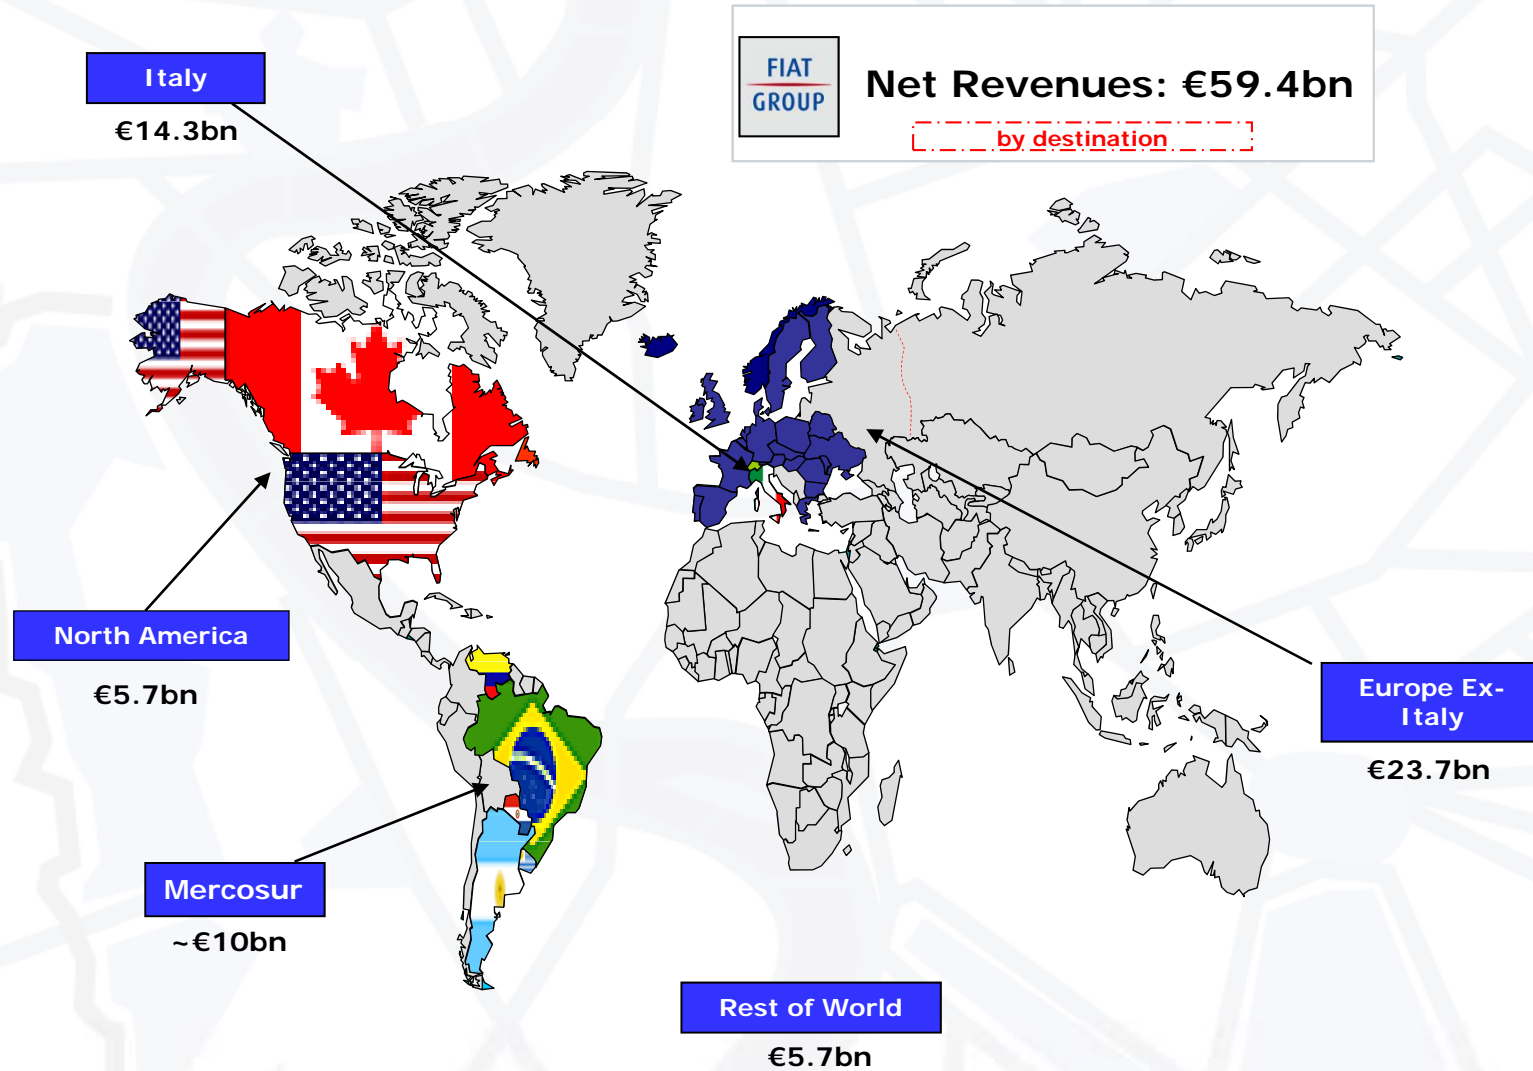 FIAT
GROUP
Net Revenues: €59.4bn
by destination
Italy
€14.3bn
North America
€5.7bn
Europe Ex-
Italy
€23.7bn
Mercosur
~€10bn
Rest of World
€5.7bn